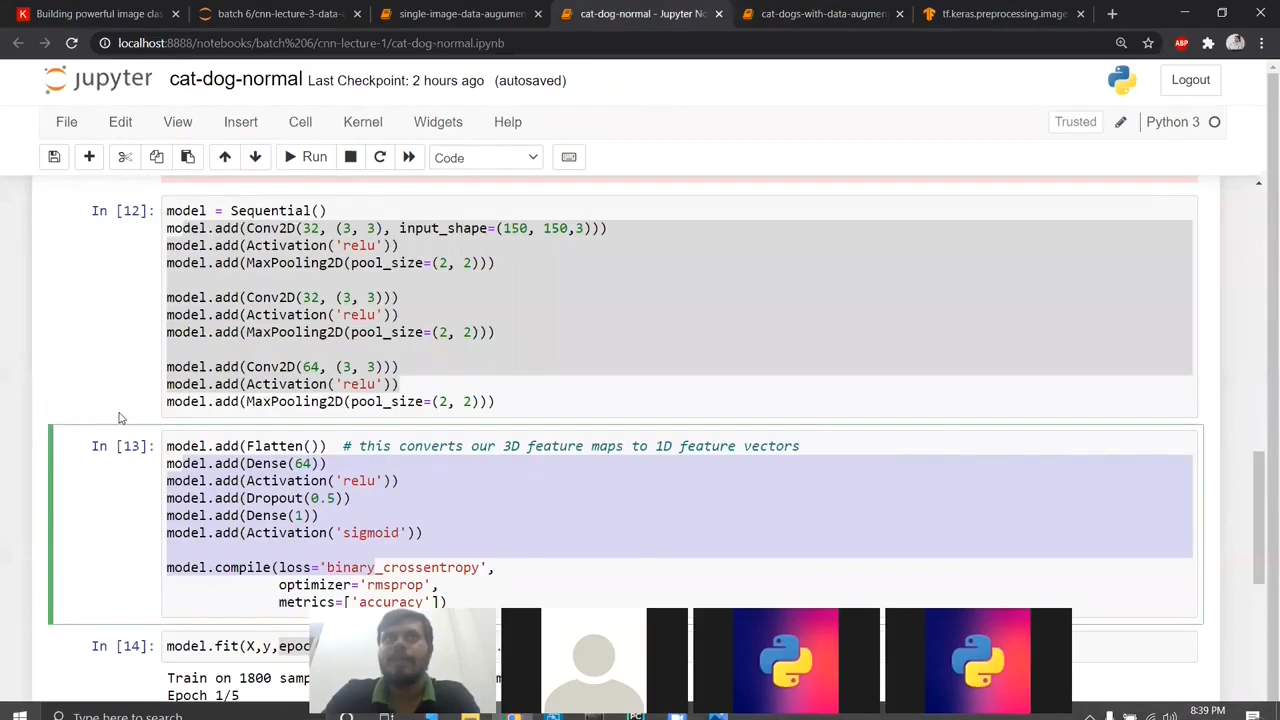 Building powerful image clas
batch 6/cnn-lecture-3-data-a
single-image-data-augumen
cat-dog-normal - Jupyter Not
cat-dogs-with-data-augmen
tf.keras.preprocessing.image
localhost:8888/notebooks/batch%206/cnn-lecture-1/cat-dog-normal.ipynb
ABP
jupyter cat-dog-normal Last Checkpoint: 2 hours ago (autosaved)
Logout
File Edit View Insert Cell Kernel Widgets Help
Trusted
Python 3
Run
Code
In [12]: model = Sequential()
model.add(Conv2D(32, (3, 3), input_shape=(150, 150,3)))
model.add(Activation('relu'))
model.add(MaxPooling2D(pool_size=(2, 2)))
model.add(Conv2D(32, (3, 3)))
model.add(Activation('relu'))
model.add(MaxPooling2D(pool_size=(2, 2)))
model.add(Conv2D(64, (3, 3)))
model.add(Activation('relu'))
model.add(MaxPooling2D(pool_size=(2, 2)))
In [13]: model.add(Flatten())  # this converts our 3D feature maps to 1D feature vectors
model.add(Dense(64))
model.add(Activation('relu'))
model.add(Dropout(0.5))
model.add(Dense(1))
model.add(Activation('sigmoid'))
model.compile(loss='binary_crossentropy',
optimizer='rmsprop',
metrics=['accuracy'])
In [14]: model.fit(X,y,epoc
Train on 1800 samp
Epoch 1/5
Type here to search
8:39 PM